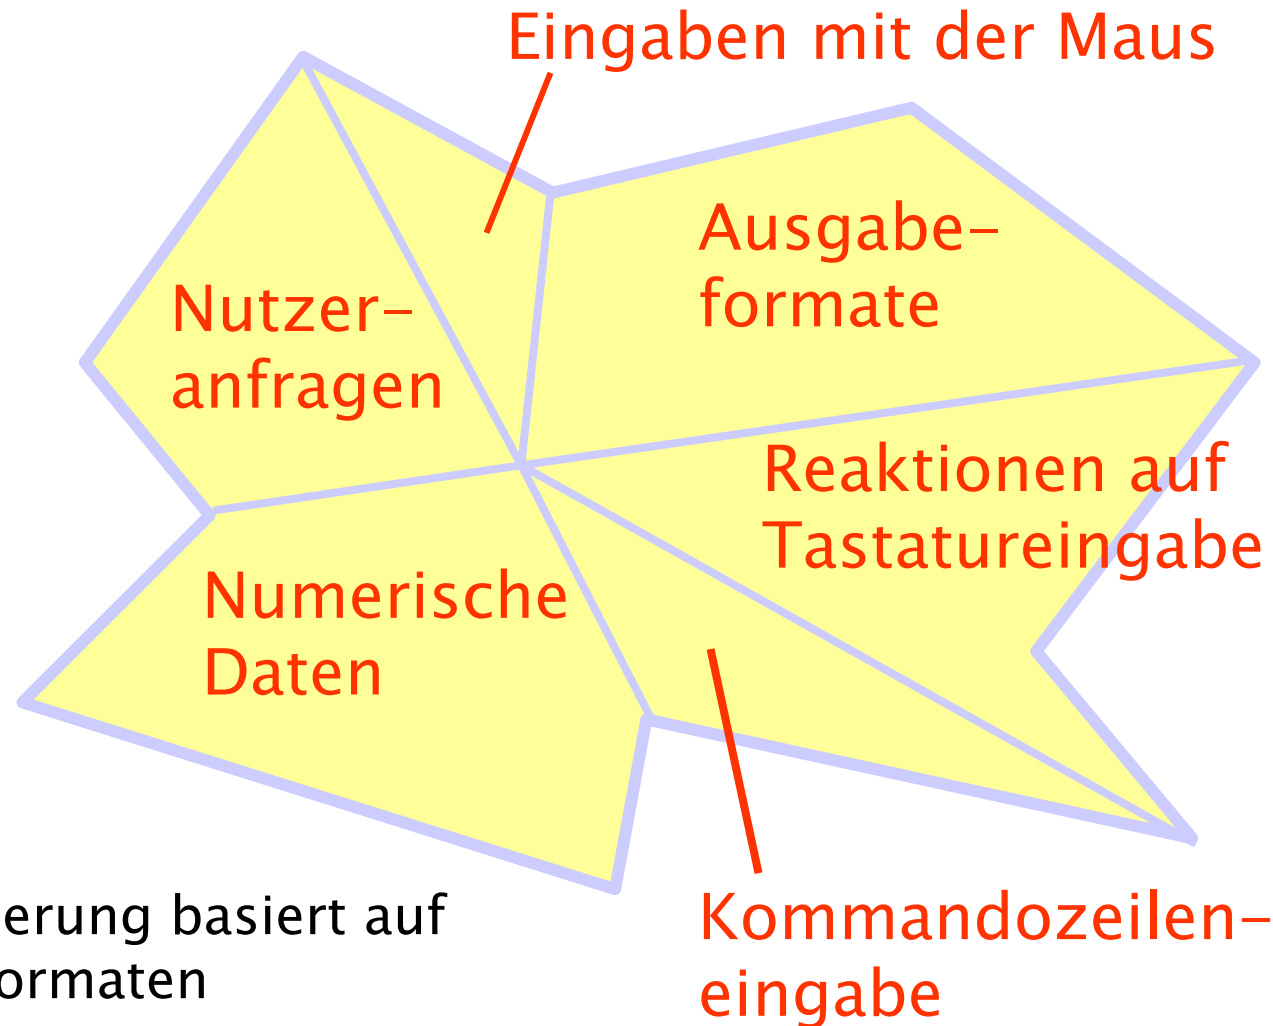 Eingaben mit der Maus
Ausgabe-
formate
Nutzer-
anfragen
Reaktionen auf
Tastatureingabe
Numerische
Daten
Kommandozeilen-
eingabe
erung basiert auf
ormaten